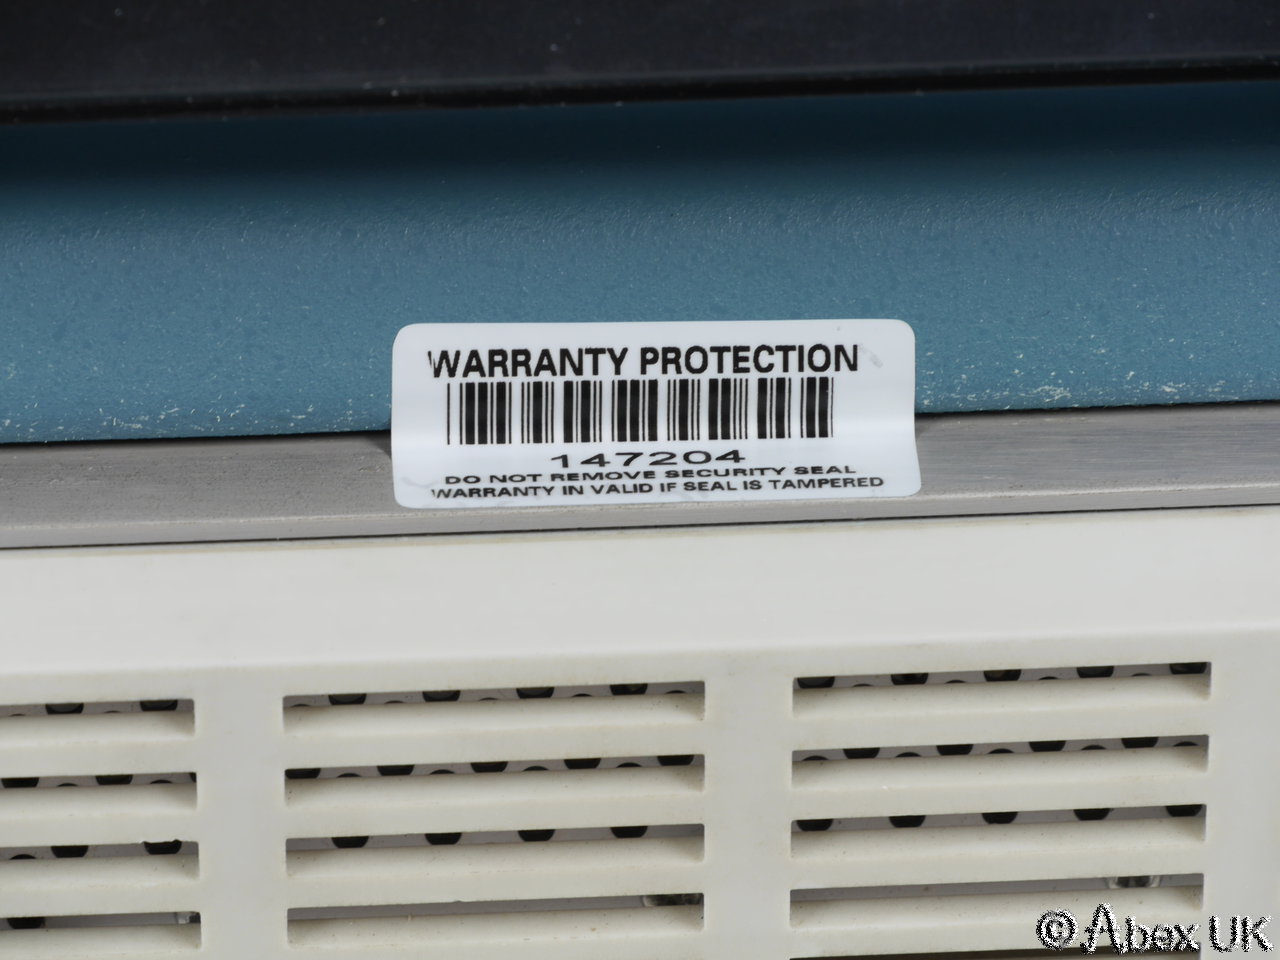 WARRANTY PROTECTION
147204
DO NOT REMOVE SECURITY SEAL
WARRANTY IN VALID IF SEAL IS TAMPERED
© Abex UK